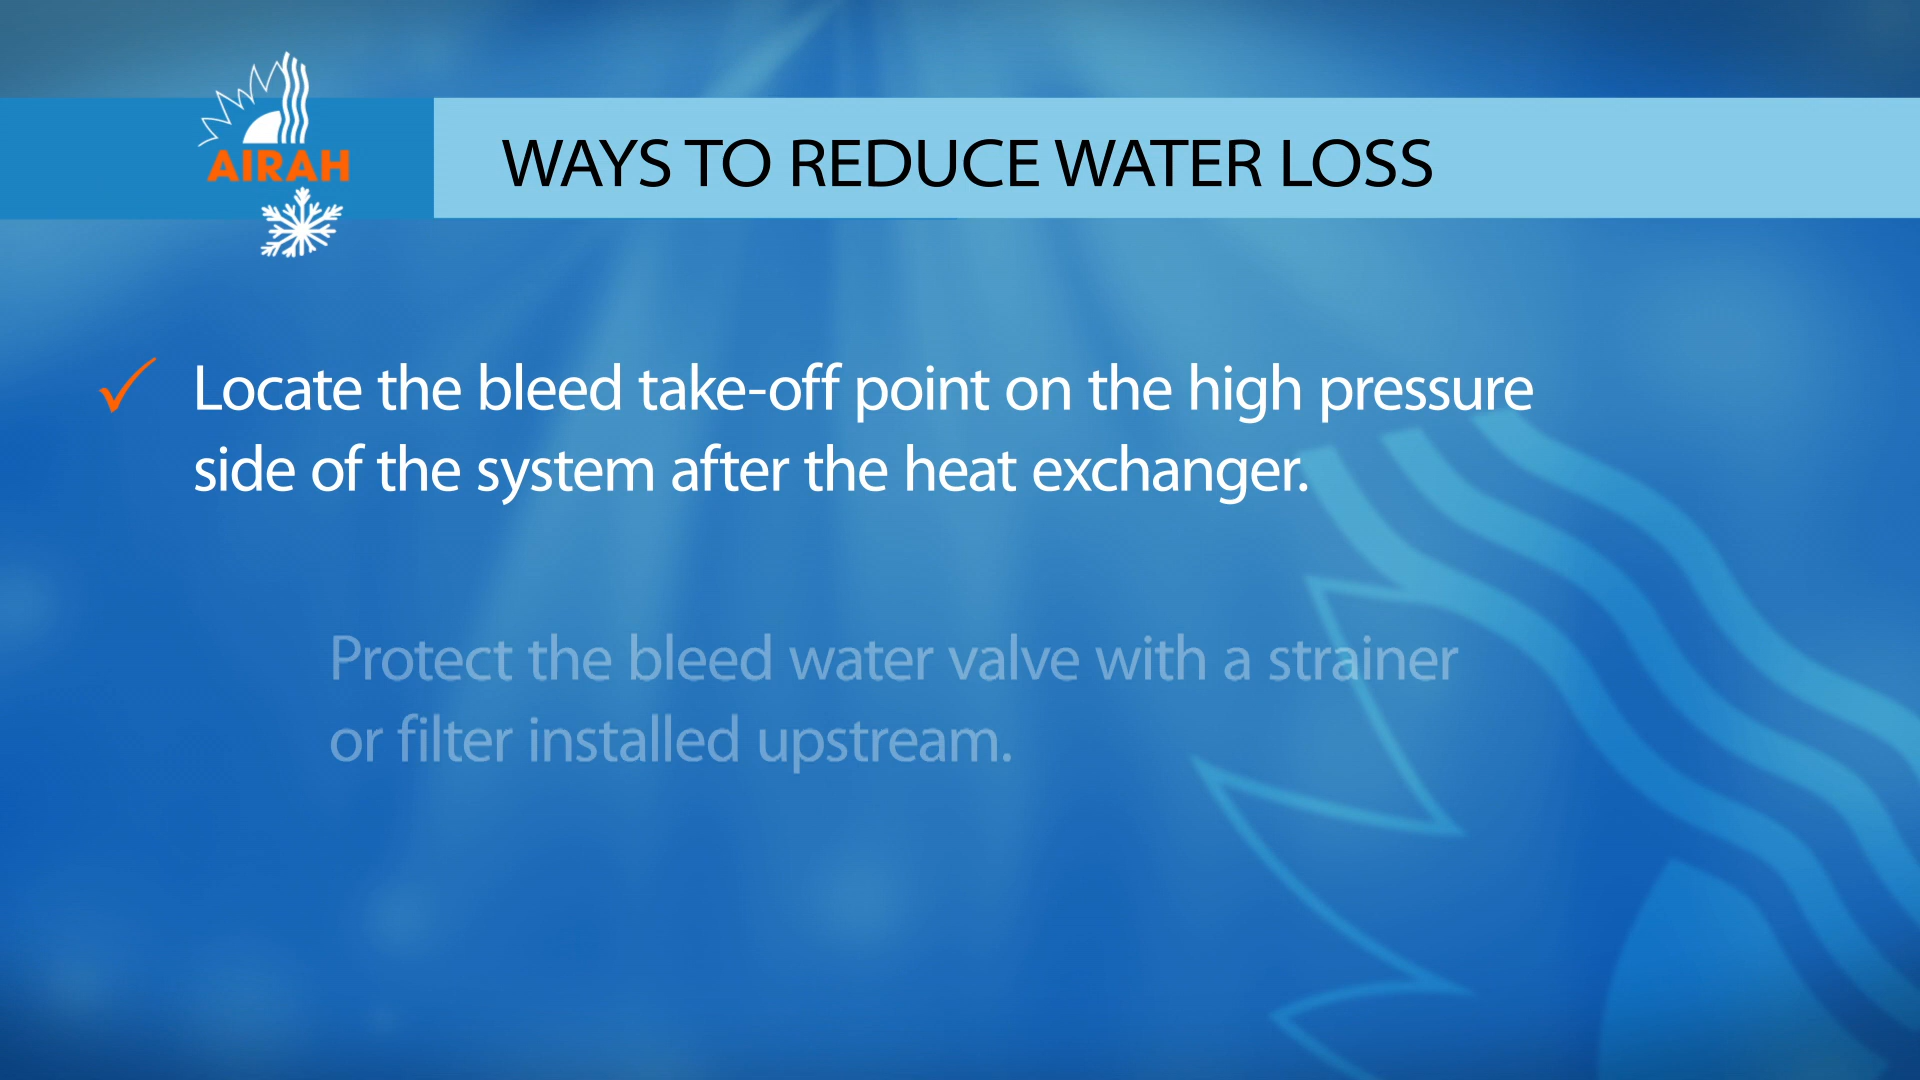 AIRAH
WAYS TO REDUCE WATER LOSS
Locate the bleed take-off point on the high pressure
side of the system after the heat exchanger.
Protect the bleed water valve with a strainer
or filter installed upstream.